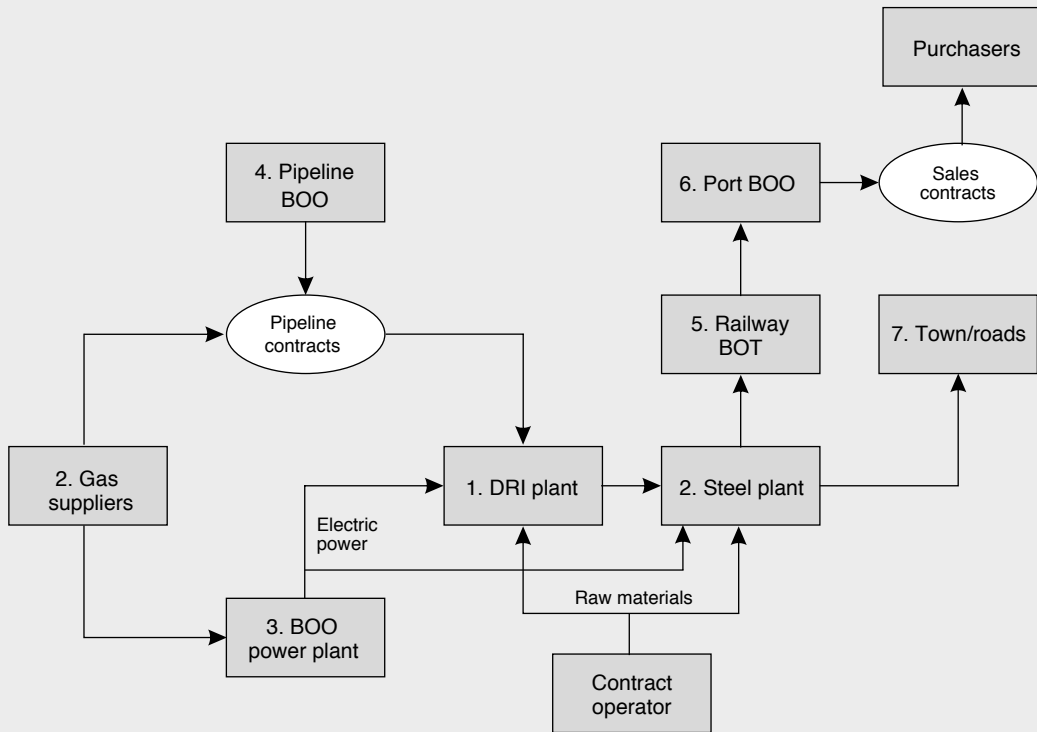 Purchasers
4. Pipeline
BOO
6. Port BOO
Sales
contracts
Pipeline
contracts
5. Railway
BOT
7. Town/roads
2. Gas
suppliers
1. DRI plant
2. Steel plant
Electric
power
Raw materials
3. BOO
power plant
Contract
operator